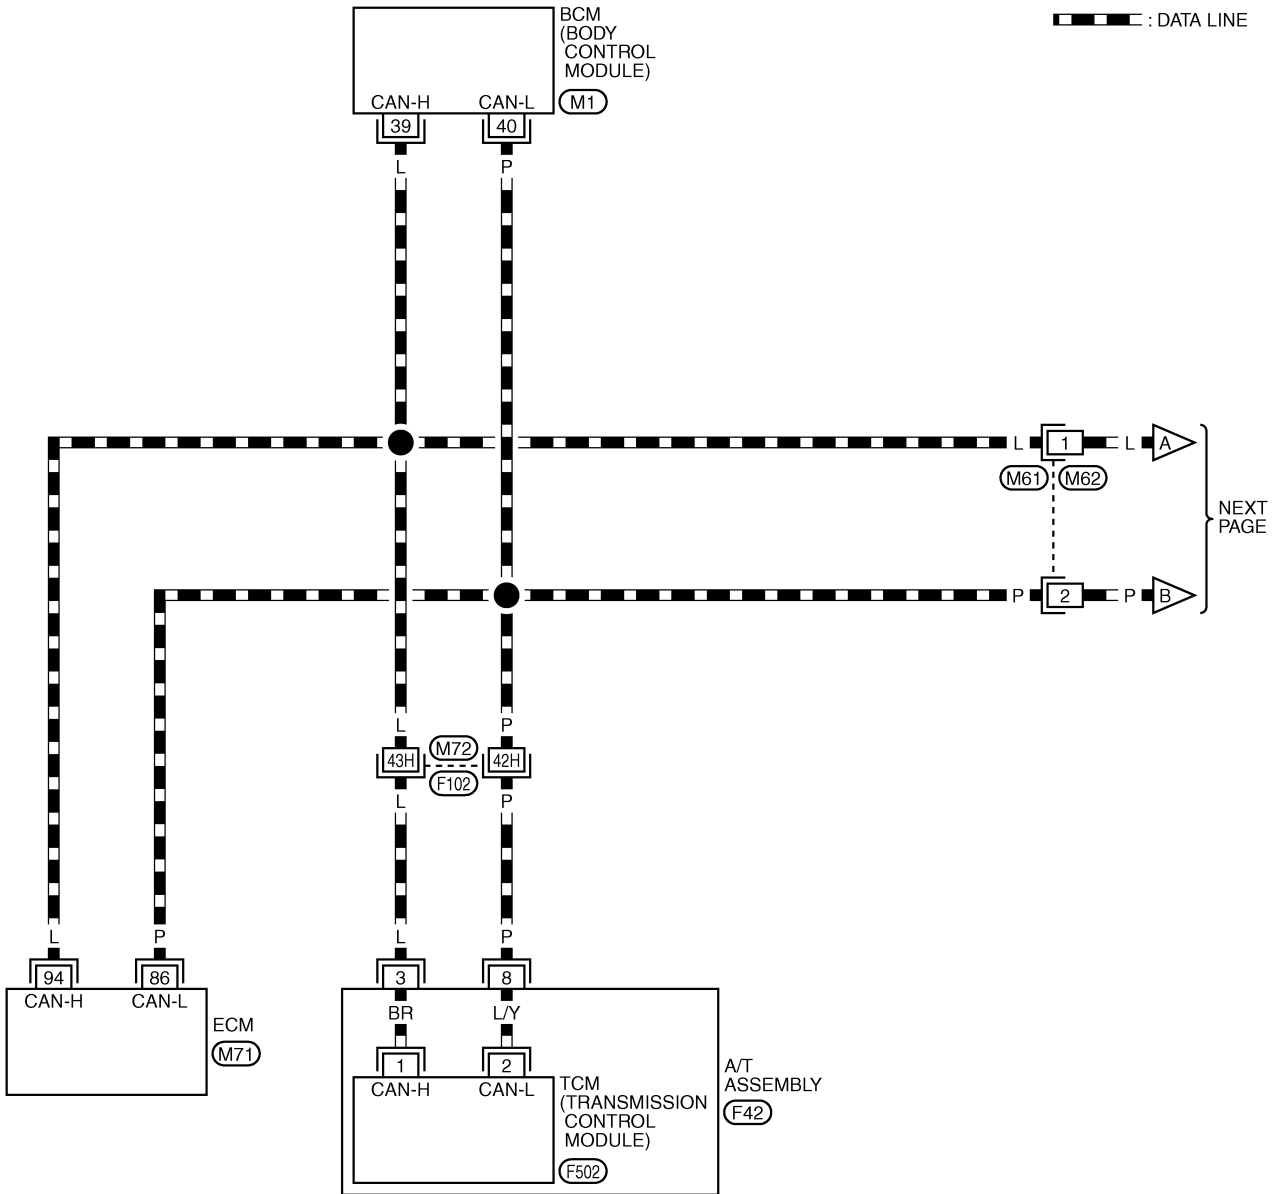 BCM
(BODY
CONTROL
MODULE)
M1
: DATA LINE
CAN-H
CAN-L
39
40
L
P
L
1
L
A
M61
M62
NEXT
PAGE
P
2
P
B
L
P
43H
M72
42H
F102
L
P
L
P
L
P
94
86
3
8
CAN-H
CAN-L
ECM
M71
BR
L/Y
1
2
CAN-H
CAN-L
TCM
(TRANSMISSION
CONTROL
MODULE)
F502
A/T
ASSEMBLY
F42